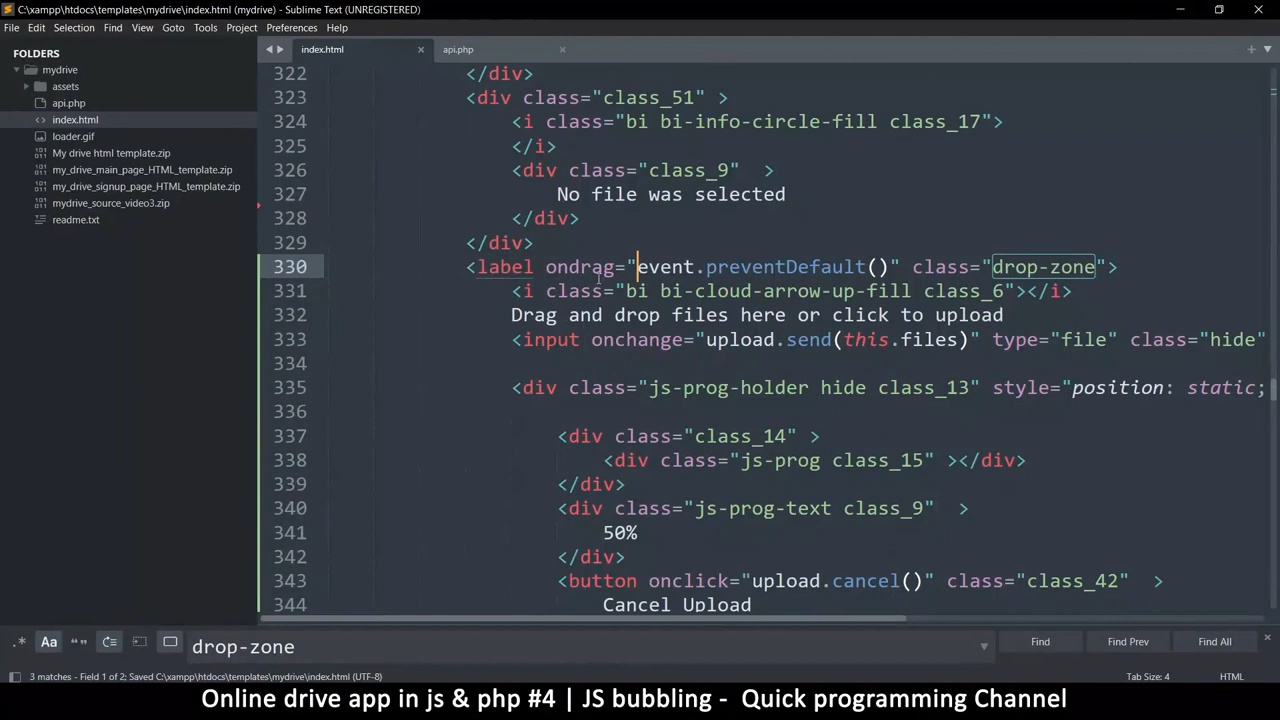 C:\xampp\htdocs\templates\mydrive\index.html (mydrive) - Sublime Text (UNREGISTERED)
File Edit Selection Find View Goto Tools Project Preferences Help
FOLDERS
mydrive
assets
api.php
index.html
loader.gif
My drive html template.zip
my_drive_main_page_HTML_template.zip
my_drive_signup_page_HTML_template.zip
mydrive_source_video3.zip
readme.txt
index.html api.php
322 </div>
323 <div class="class_51" >
324 <i class="bi bi-info-circle-fill class_17">
325 </i>
326 <div class="class_9" >
327 No file was selected
328 </div>
329 </div>
330 <label ondrag="event.preventDefault()" class="drop-zone">
331 <i class="bi bi-cloud-arrow-up-fill class_6"></i>
332 Drag and drop files here or click to upload
333 <input onchange="upload.send(this.files)" type="file" class="hide"
334
335 <div class="js-prog-holder hide class_13" style="position: static;
336
337 <div class="class_14" >
338 <div class="js-prog class_15" ></div>
339 </div>
340 <div class="js-prog-text class_9" >
341 50%
342 </div>
343 <button onclick="upload.cancel()" class="class_42" >
344 Cancel Upload
.* Aa “” drop-zone Find Find Prev Find All
3 matches - Field 1 of 2; Saved C:\xampp\htdocs\templates\mydrive\index.html (UTF-8) Tab Size: 4 HTML
Online drive app in js & php #4 | JS bubbling - Quick programming Channel